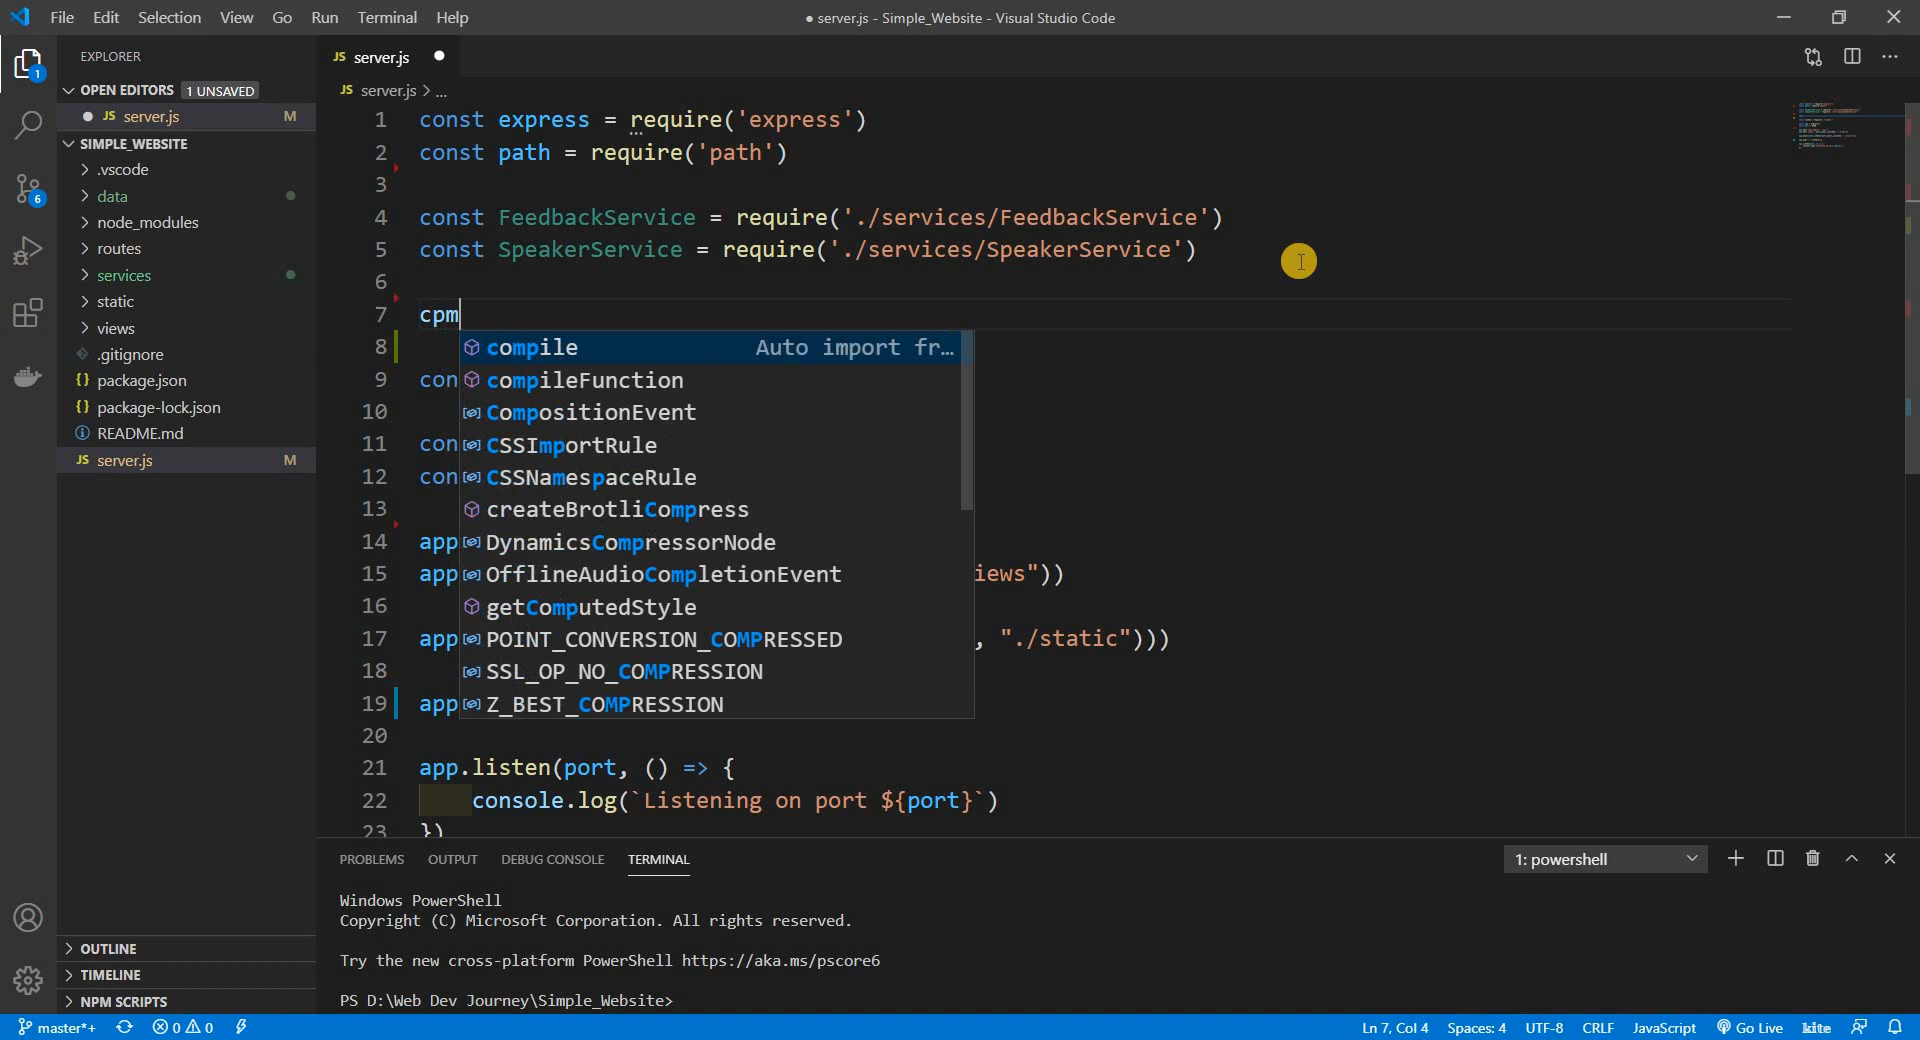 File Edit Selection View Go Run Terminal Help
● server.js - Simple_Website - Visual Studio Code
EXPLORER
OPEN EDITORS 1 UNSAVED
JS server.js M
SIMPLE_WEBSITE
.vscode
data
node_modules
routes
services
static
views
.gitignore
package.json
package-lock.json
README.md
JS server.js M
OUTLINE
TIMELINE
NPM SCRIPTS
1
6
JS server.js
JS server.js > ...
1 const express = require('express')
2 const path = require('path')
3
4 const FeedbackService = require('./services/FeedbackService')
5 const SpeakerService = require('./services/SpeakerService')
6
7 cpm
8
9 con
10
11 con
12 con
13
14 app
15 app iews"))
16
17 app , "./static")))
18
19 app
20
21 app.listen(port, () => {
22 console.log(`Listening on port ${port}`)
23 })
compile Auto import fr...
compileFunction
CompositionEvent
CSSImportRule
CSSNamespaceRule
createBrotliCompress
DynamicsCompressorNode
OfflineAudioCompletionEvent
getComputedStyle
POINT_CONVERSION_COMPRESSED
SSL_OP_NO_COMPRESSION
Z_BEST_COMPRESSION
PROBLEMS OUTPUT DEBUG CONSOLE TERMINAL
1: powershell
Windows PowerShell
Copyright (C) Microsoft Corporation. All rights reserved.
Try the new cross-platform PowerShell https://aka.ms/pscore6
PS D:\Web Dev Journey\Simple_Website>
master*+ 0 0
Ln 7, Col 4 Spaces: 4 UTF-8 CRLF JavaScript Go Live kite